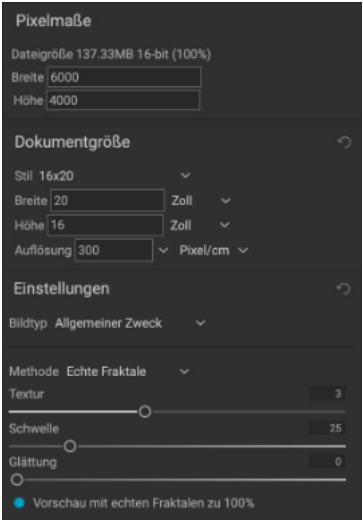 Pixelmaße
Dateigröße 137.33MB 16-bit (100%)
Breite 6000
Höhe 4000
Dokumentgröße
Stil 16x20
Breite 20 Zoll
Höhe 16 Zoll
Auflösung 300 Pixel/cm
Einstellungen
Bildtyp Allgemeiner Zweck
Methode Echte Fraktale
Textur 3
Schwelle 25
Glättung 0
Vorschau mit echten Fraktalen zu 100%